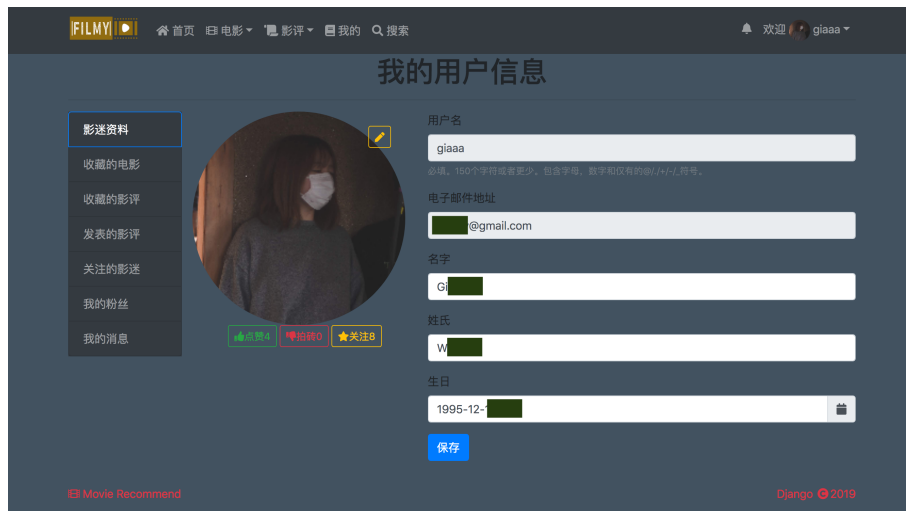 FILMY
首页 电影 影评 我的 搜索
欢迎 giaaa
我的用户信息
影迷资料
收藏的电影
收藏的影评
发表的影评
关注的影迷
我的粉丝
我的消息
点赞4 拍砖0 关注8
用户名
giaaa
必填。150个字符或者更少。包含字母，数字和仅有的@/./+/-/_符号。
电子邮件地址
@gmail.com
名字
Gi
姓氏
W
生日
1995-12-1
保存
Movie Recommend
Django © 2019